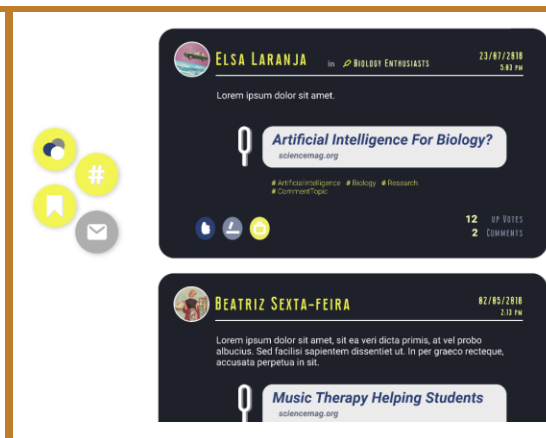 Elsa Laranja in Biology Enthusiasts 23/07/2018
5:03 PM
Lorem ipsum dolor sit amet.
Artificial Intelligence For Biology?
sciencemag.org
# ArtificialIntelligence # Biology # Research
# CommentTopic
#
12 up Votes
2 Comments
Beatriz Sexta-feira 02/05/2018
2:13 PM
Lorem ipsum dolor sit amet, sit ea veri dicta primis, at vel probo
albucius. Sed facilisi sapientem dissentiet ut. In per graeco recteque,
accusata perpetua in sit.
Music Therapy Helping Students
sciencemag.org